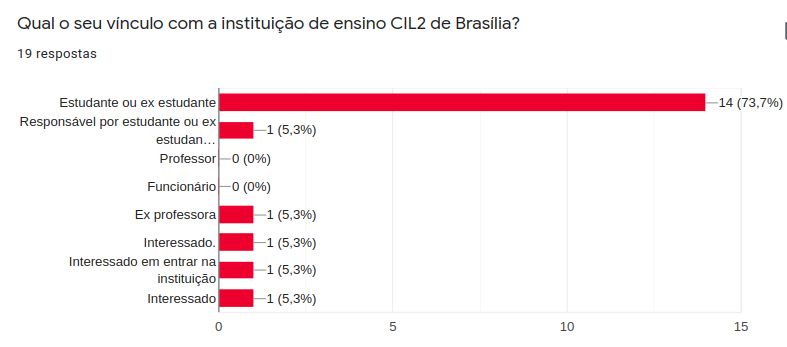 Qual o seu vínculo com a instituição de ensino CIL2 de Brasília?
19 respostas
Estudante ou ex estudante 14 (73,7%)
Responsável por estudante ou ex
estudan… 1 (5,3%)
Professor 0 (0%)
Funcionário 0 (0%)
Ex professora 1 (5,3%)
Interessado. 1 (5,3%)
Interessado em entrar na
instituição 1 (5,3%)
Interessado 1 (5,3%)
0 5 10 15